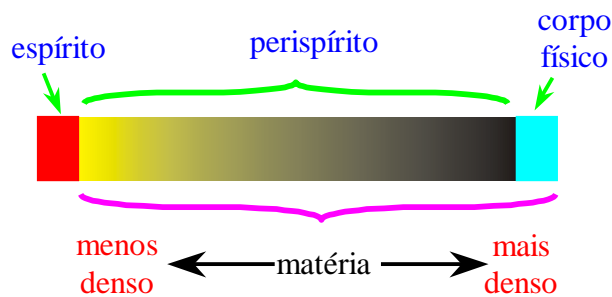 espírito
perispírito
corpo
físico
menos
denso
matéria
mais
denso